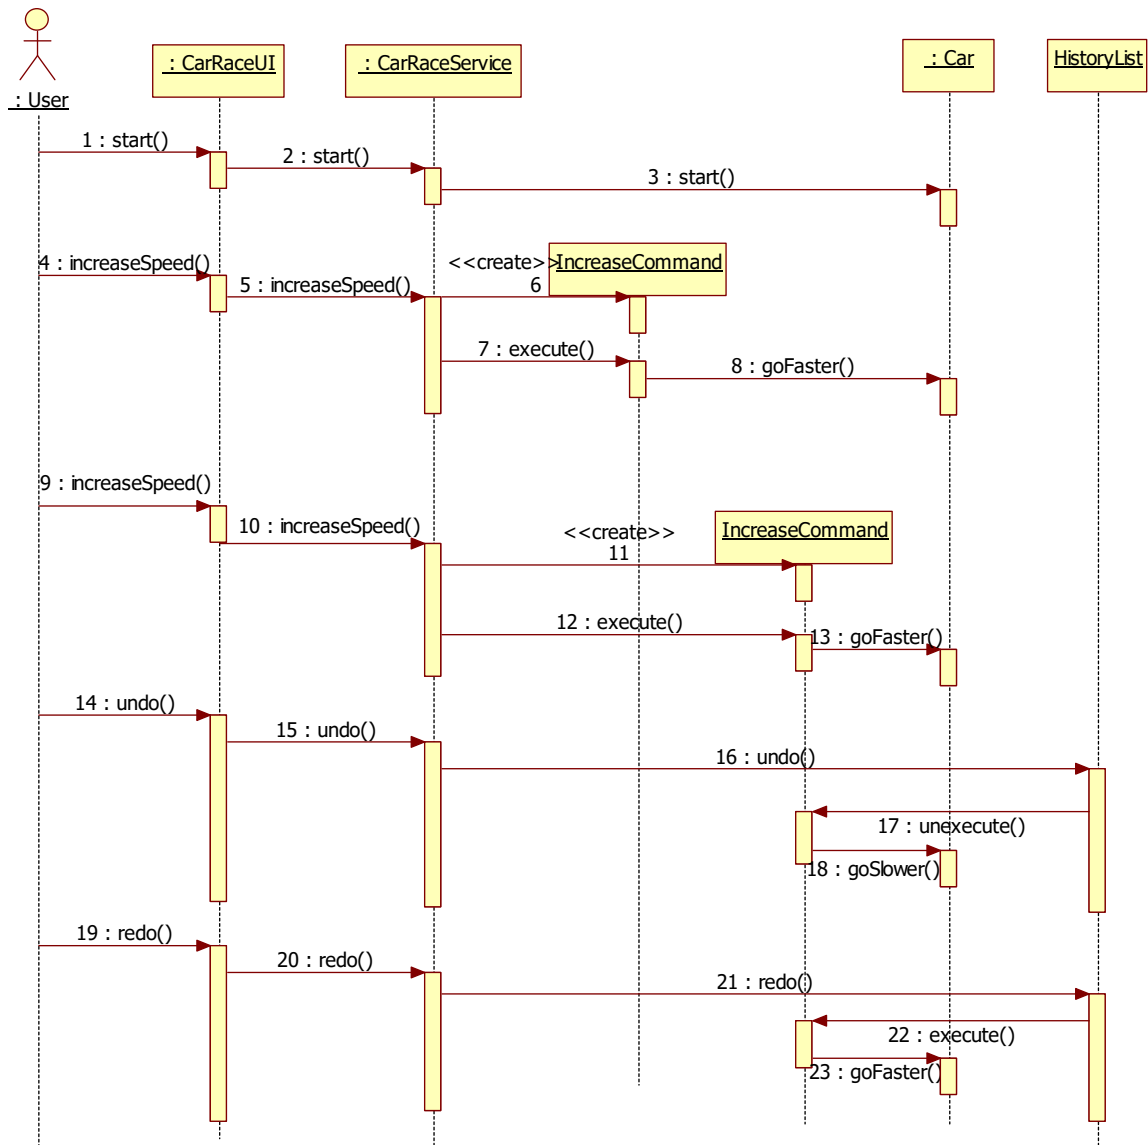 : User
: CarRaceUI
: CarRaceService
: Car
HistoryList
1 : start()
2 : start()
3 : start()
4 : increaseSpeed()
5 : increaseSpeed()
<<create>>
6
IncreaseCommand
7 : execute()
8 : goFaster()
9 : increaseSpeed()
10 : increaseSpeed()
<<create>>
11
IncreaseCommand
12 : execute()
13 : goFaster()
14 : undo()
15 : undo()
16 : undo()
17 : unexecute()
18 : goSlower()
19 : redo()
20 : redo()
21 : redo()
22 : execute()
23 : goFaster()